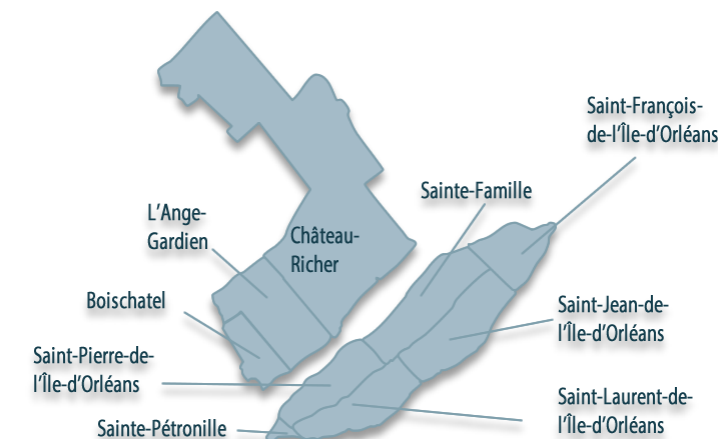 Saint-François-
de-l'Île-d'Orléans
Sainte-Famille
L'Ange-
Gardien
Château-
Richer
Boischatel
Saint-Jean-de-
l'Île-d'Orléans
Saint-Pierre-de-
l'Île-d'Orléans
Saint-Laurent-de-
l'Île-d'Orléans
Sainte-Pétronille